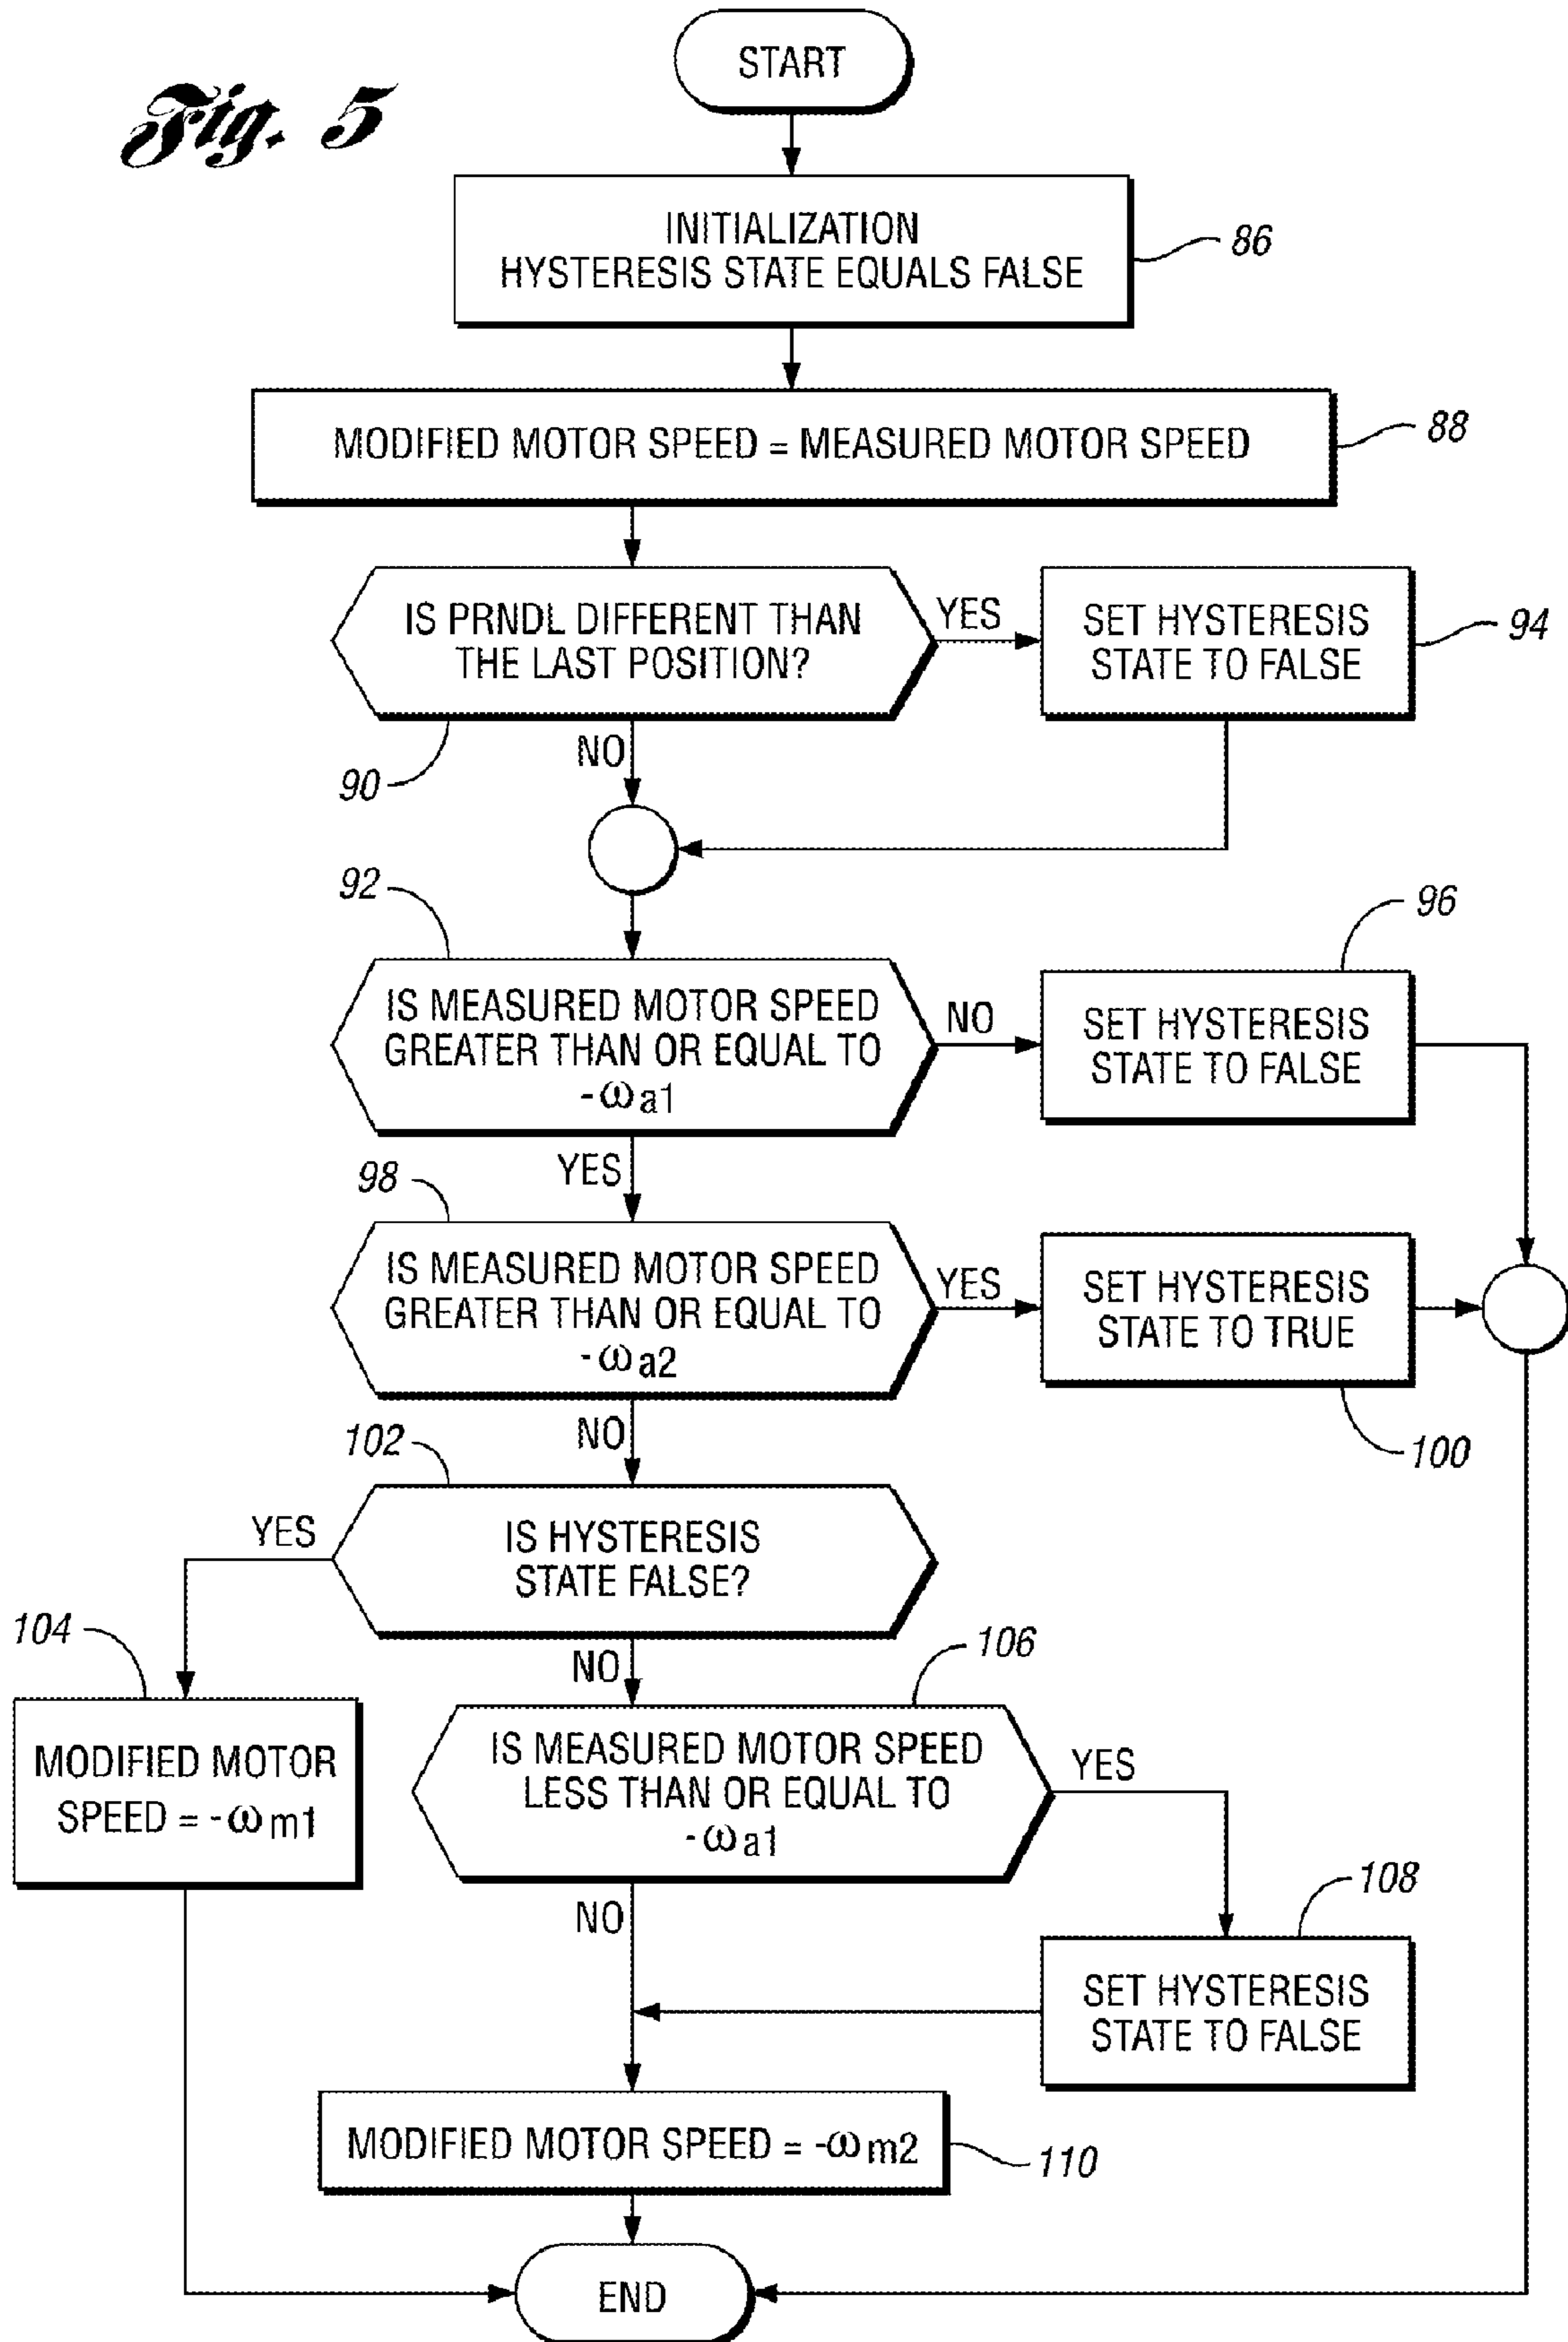 Fig. 5
START
INITIALIZATION
HYSTERESIS STATE EQUALS FALSE
86
MODIFIED MOTOR SPEED = MEASURED MOTOR SPEED
88
IS PRNDL DIFFERENT THAN
THE LAST POSITION?
YES
SET HYSTERESIS
STATE TO FALSE
94
NO
90
92
96
IS MEASURED MOTOR SPEED
GREATER THAN OR EQUAL TO
-ωa1
NO
SET HYSTERESIS
STATE TO FALSE
YES
98
IS MEASURED MOTOR SPEED
GREATER THAN OR EQUAL TO
-ωa2
YES
SET HYSTERESIS
STATE TO TRUE
NO
100
102
YES
IS HYSTERESIS
STATE FALSE?
104
NO
106
MODIFIED MOTOR
SPEED = -ωm1
IS MEASURED MOTOR SPEED
LESS THAN OR EQUAL TO
-ωa1
YES
NO
108
SET HYSTERESIS
STATE TO FALSE
MODIFIED MOTOR SPEED = -ωm2
110
END